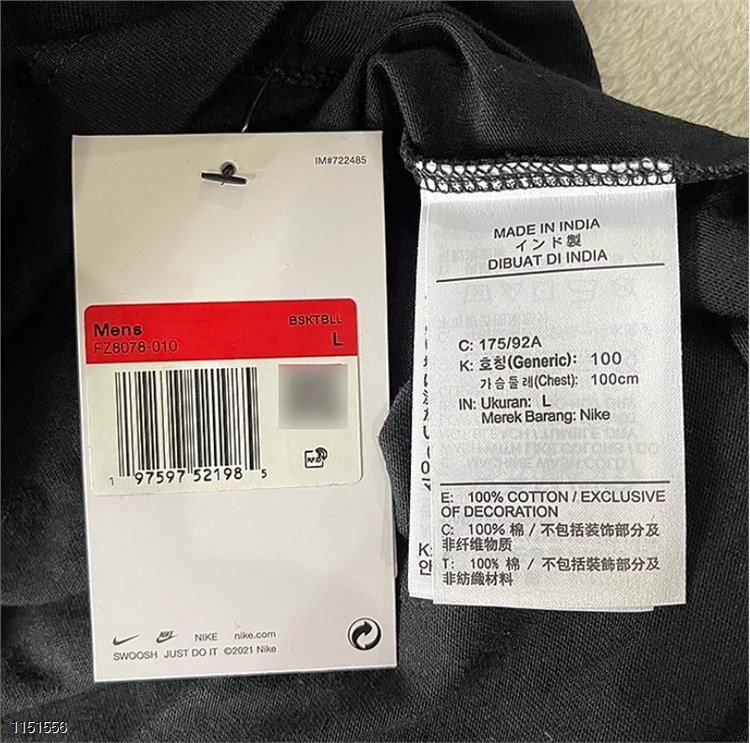 IM#722485
Mens
BSKTBLL
FZ8078-010
L
1 97597 52198 5
RFID
NIKE nike.com
SWOOSH JUST DO IT ©2021 Nike
MADE IN INDIA
インド製
DIBUAT DI INDIA
C: 175/92A
K: 호칭(Generic): 100
가슴둘레(Chest): 100cm
IN: Ukuran: L
Merek Barang: Nike
E: 100% COTTON / EXCLUSIVE
OF DECORATION
C: 100% 棉 / 不包括装饰部分及
非纤维物质
T: 100% 棉 / 不包括裝飾部分及
非紡織材料
K:
안
1151556